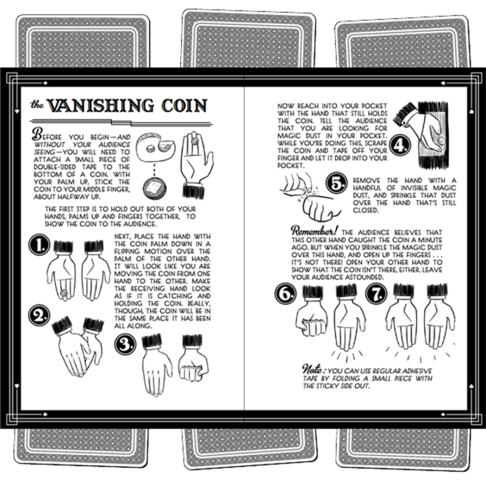 the VANISHING COIN
BEFORE YOU BEGIN—AND
WITHOUT YOUR AUDIENCE
SEEING—YOU WILL NEED TO
ATTACH A SMALL PIECE OF
DOUBLE-SIDED TAPE TO THE
BOTTOM OF A COIN. WITH
YOUR PALM UP, STICK THE
COIN TO YOUR MIDDLE FINGER,
ABOUT HALFWAY UP.
THE FIRST STEP IS TO HOLD OUT BOTH OF YOUR
HANDS, PALMS UP AND FINGERS TOGETHER, TO
SHOW THE COIN TO THE AUDIENCE.
1.
NEXT, PLACE THE HAND WITH
THE COIN PALM DOWN IN A
FLIPPING MOTION OVER THE
PALM OF THE OTHER HAND.
IT WILL LOOK LIKE YOU ARE
MOVING THE COIN FROM ONE
HAND TO THE OTHER. MAKE
THE RECEIVING HAND LOOK
AS IF IT IS CATCHING AND
HOLDING THE COIN. REALLY,
THOUGH, THE COIN WILL BE IN
THE SAME PLACE IT HAS BEEN
ALL ALONG.
2.
3.
NOW REACH INTO YOUR POCKET
WITH THE HAND THAT STILL HOLDS
THE COIN. TELL THE AUDIENCE
THAT YOU ARE LOOKING FOR
MAGIC DUST IN YOUR POCKET.
WHILE YOU'RE DOING THIS, SCRAPE
THE COIN AND TAPE OFF YOUR
FINGER AND LET IT DROP INTO YOUR
POCKET.
4.
5.
REMOVE THE HAND WITH A
HANDFUL OF INVISIBLE MAGIC
DUST, AND SPRINKLE THAT DUST
OVER THE HAND THAT'S STILL
CLOSED.
Remember! THE AUDIENCE BELIEVES THAT
THIS OTHER HAND CAUGHT THE COIN A MINUTE
AGO. BUT WHEN YOU SPRINKLE THE MAGIC DUST
OVER THIS HAND, AND OPEN UP THE FINGERS . . .
IT'S NOT THERE! OPEN YOUR OTHER HAND TO
SHOW THAT THE COIN ISN'T THERE, EITHER. LEAVE
YOUR AUDIENCE ASTOUNDED.
6.
7.
Note: YOU CAN USE REGULAR ADHESIVE
TAPE BY FOLDING A SMALL PIECE WITH
THE STICKY SIDE OUT.